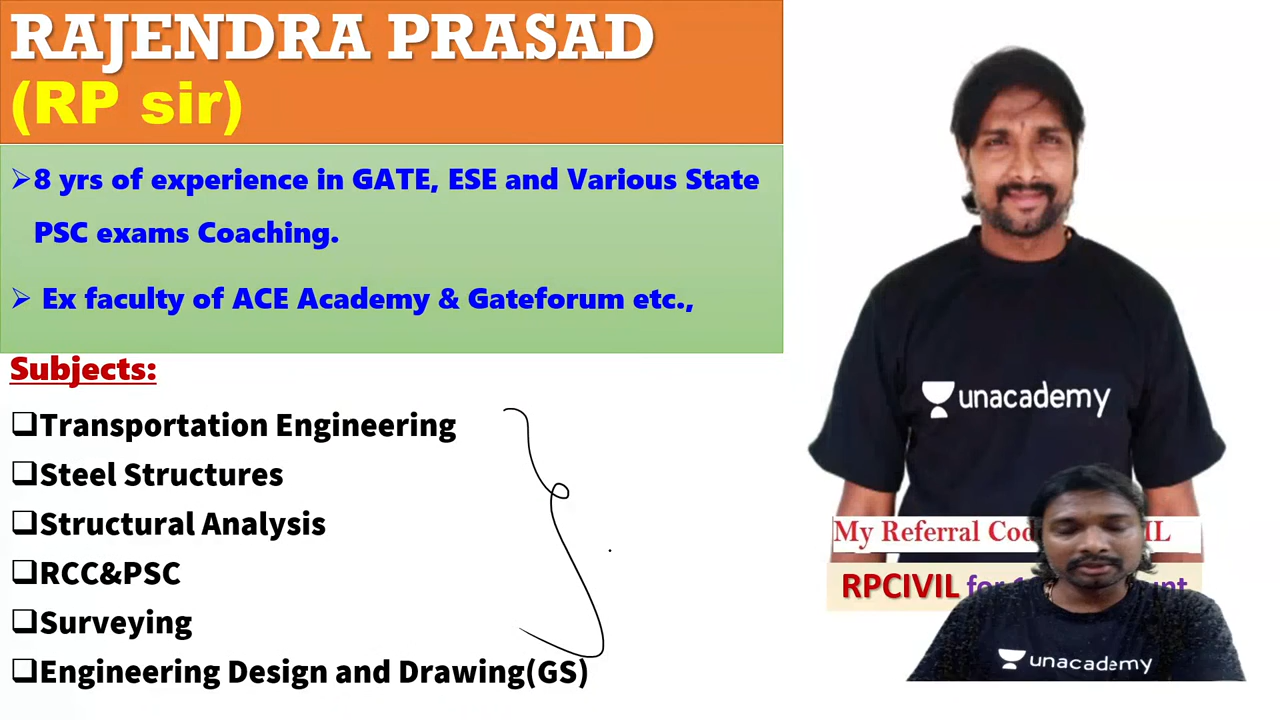 RAJENDRA PRASAD
(RP sir)
➢8 yrs of experience in GATE, ESE and Various State
PSC exams Coaching.
➢ Ex faculty of ACE Academy & Gateforum etc.,
Subjects:
❑Transportation Engineering
❑Steel Structures
❑Structural Analysis
❑RCC&PSC
❑Surveying
❑Engineering Design and Drawing(GS)
unacademy
My Referral
RPCIVIL for
unacademy